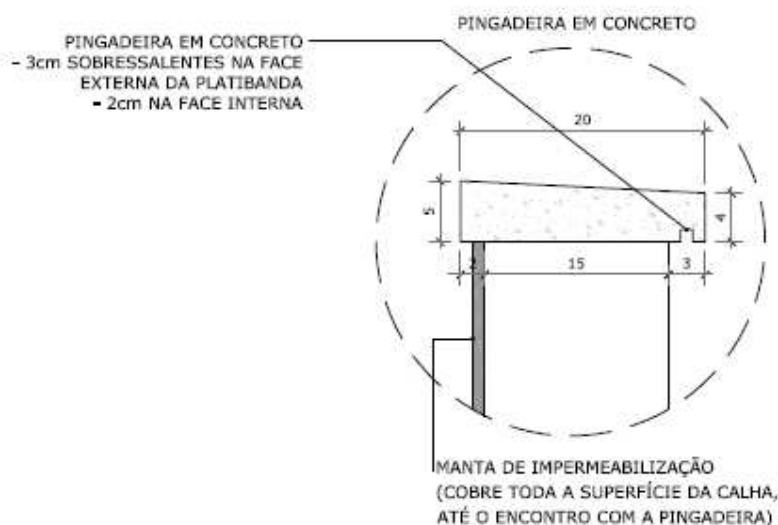 PINGADEIRA EM CONCRETO
PINGADEIRA EM CONCRETO
- 3cm SOBRESSALENTES NA FACE
EXTERNA DA PLATIBANDA
- 2cm NA FACE INTERNA
20
5
4
2
15
3
MANTA DE IMPERMEABILIZAÇÃO
(COBRE TODA A SUPERFÍCIE DA CALHA,
ATÉ O ENCONTRO COM A PINGADEIRA)